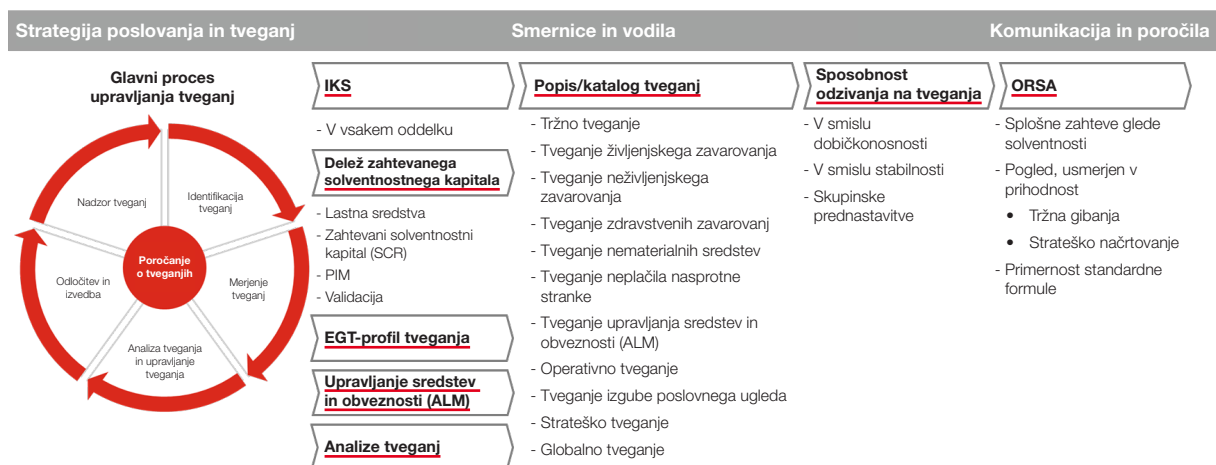 Strategija poslovanja in tveganj
Smernice in vodila
Komunikacija in poročila
Glavni proces
upravljanja tveganj
Nadzor tveganj
Identifikacija
tveganj
Poročanje
o tveganjih
Odločitev in
izvedba
Merjenje
tveganj
Analiza tveganja
in upravljanje
tveganja
IKS
- V vsakem oddelku
Delež zahtevanega
solventnostnega kapitala
- Lastna sredstva
- Zahtevani solventnostni
kapital (SCR)
- PIM
- Validacija
EGT-profil tveganja
Upravljanje sredstev
in obveznosti (ALM)
Analize tveganj
Popis/katalog tveganj
- Tržno tveganje
- Tveganje življenjskega zavarovanja
- Tveganje neživljenjskega
zavarovanja
- Tveganje zdravstvenih zavarovanj
- Tveganje nematerialnih sredstev
- Tveganje neplačila nasprotne
stranke
- Tveganje upravljanja sredstev in
obveznosti (ALM)
- Operativno tveganje
- Tveganje izgube poslovnega ugleda
- Strateško tveganje
- Globalno tveganje
Sposobnost
odzivanja na tveganja
- V smislu
dobičkonosnosti
- V smislu stabilnosti
- Skupinske
prednastavitve
ORSA
- Splošne zahteve glede
solventnosti
- Pogled, usmerjen v
prihodnost
• Tržna gibanja
• Strateško načrtovanje
- Primernost standardne
formule